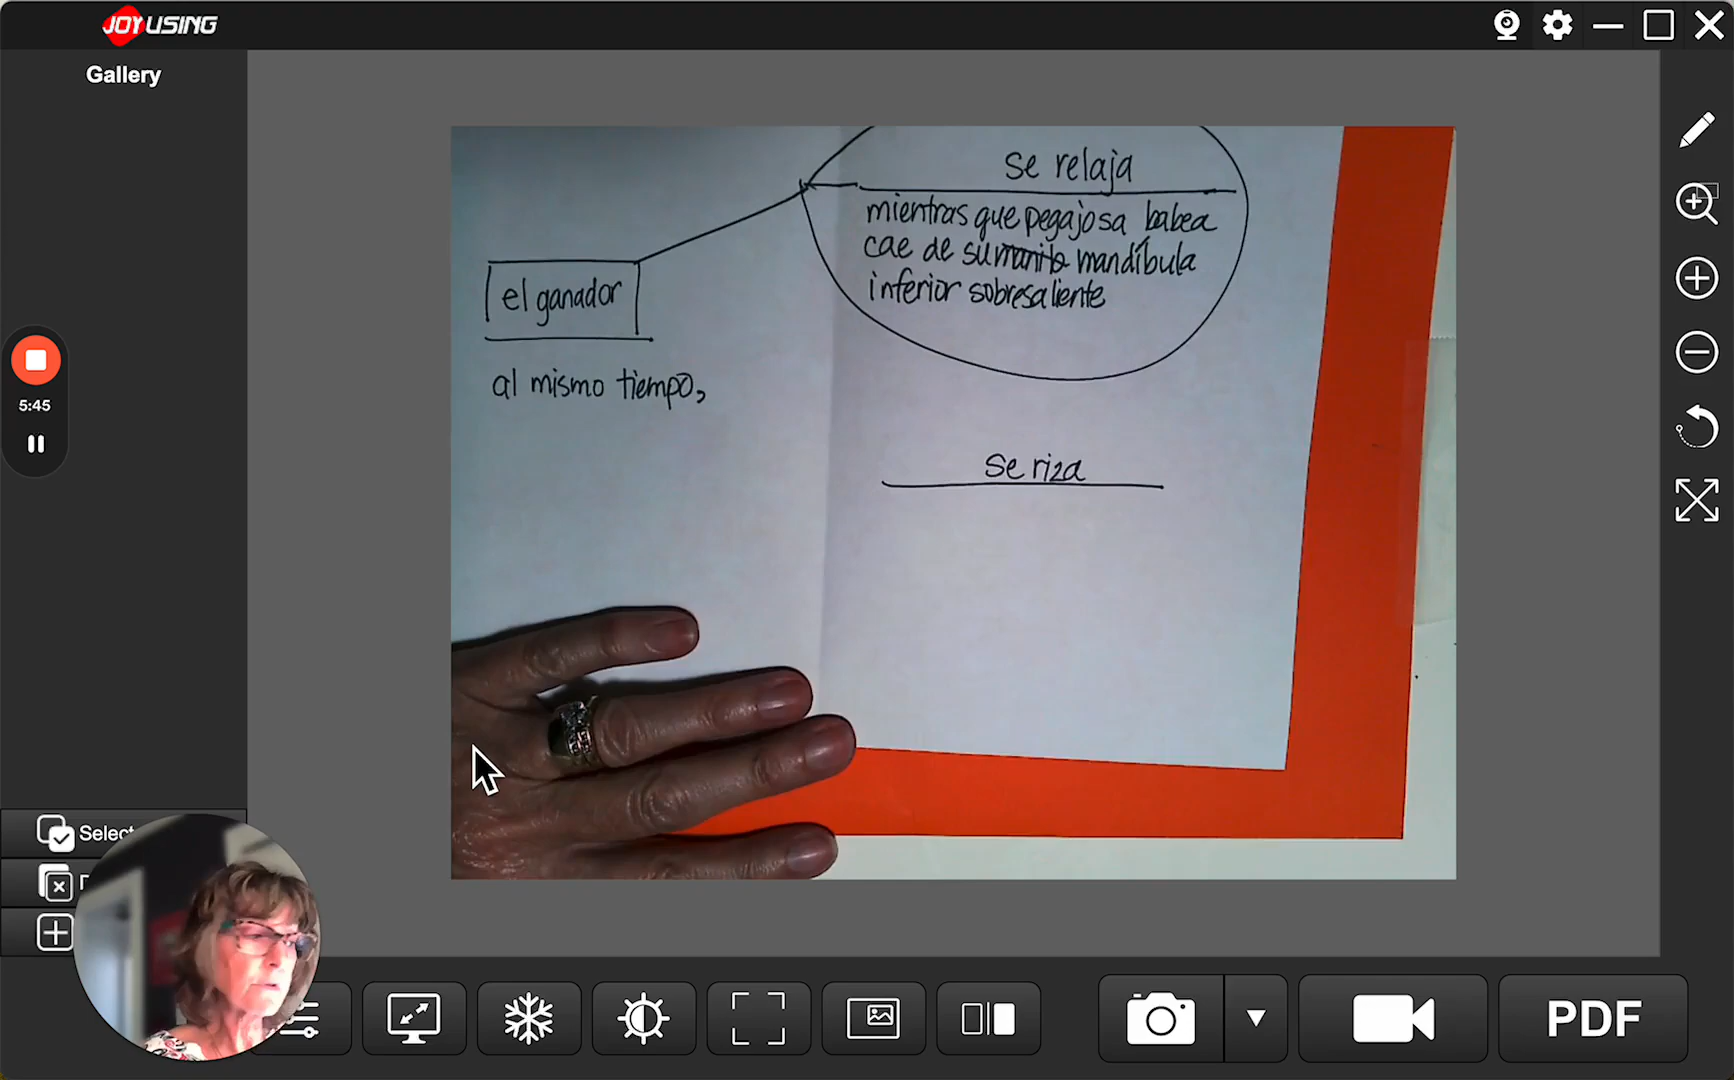 JOYUSING
Gallery
se relaja
mientras que pegajosa babea
cae de su mandíbula
inferior sobresaliente
el ganador
al mismo tiempo,
se riza
5:45
Select
PDF